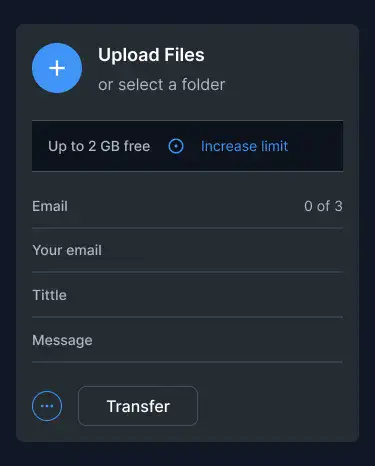 Upload Files
or select a folder
Up to 2 GB free Increase limit
Email 0 of 3
Your email
Tittle
Message
Transfer